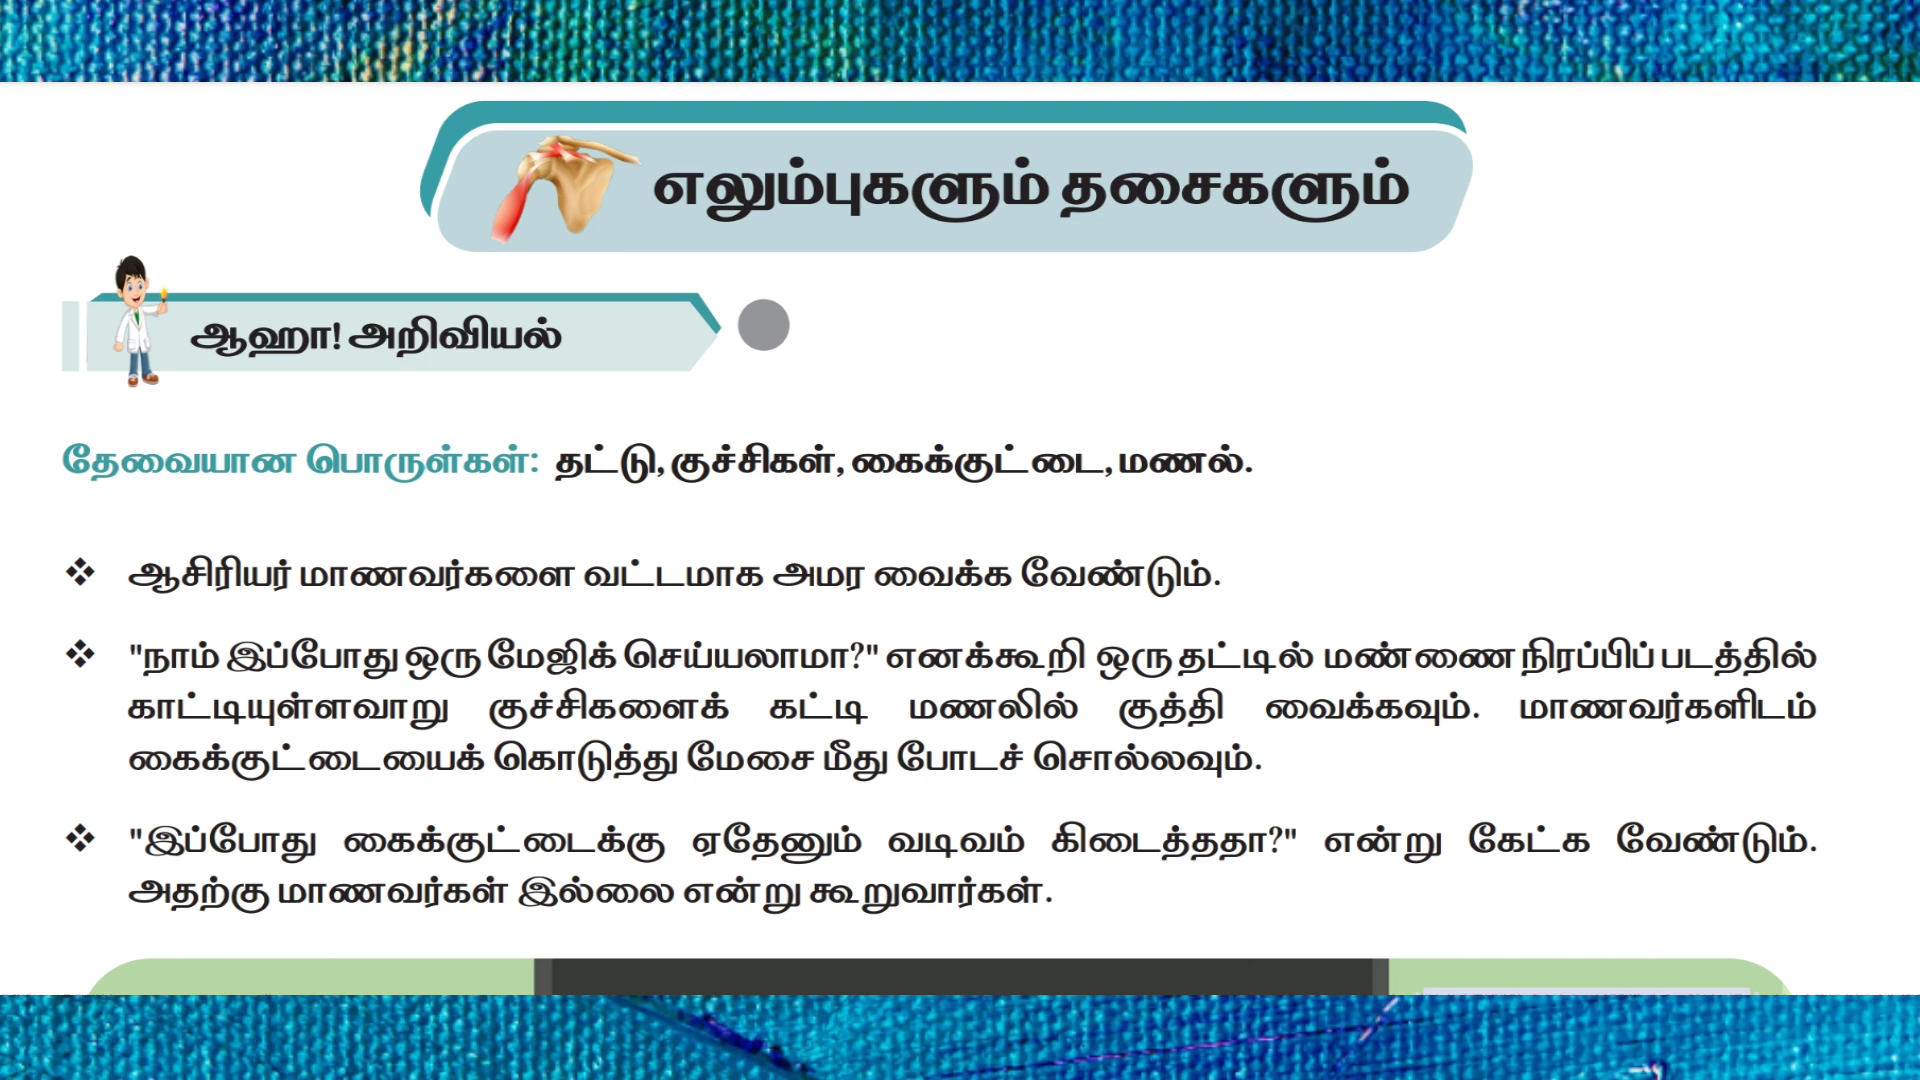 எலும்புகளும் தசைகளும்
ஆஹா! அறிவியல்
தேவையான பொருள்கள்: தட்டு, குச்சிகள், கைக்குட்டை, மணல்.
❖ ஆசிரியர் மாணவர்களை வட்டமாக அமர வைக்க வேண்டும்.
❖ "நாம் இப்போது ஒரு மேஜிக் செய்யலாமா?" எனக்கூறி ஒரு தட்டில் மண்ணை நிரப்பிப் படத்தில்
காட்டியுள்ளவாறு குச்சிகளைக் கட்டி மணலில் குத்தி வைக்கவும். மாணவர்களிடம்
கைக்குட்டையைக் கொடுத்து மேசை மீது போடச் சொல்லவும்.
❖ "இப்போது கைக்குட்டைக்கு ஏதேனும் வடிவம் கிடைத்ததா?" என்று கேட்க வேண்டும்.
அதற்கு மாணவர்கள் இல்லை என்று கூறுவார்கள்.